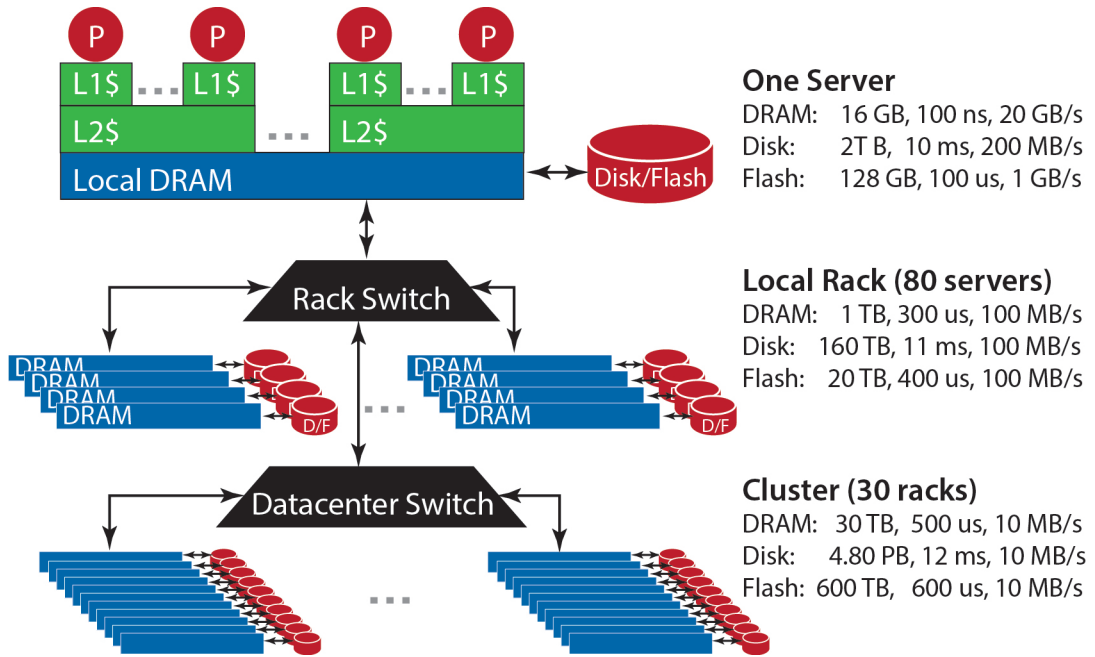 P P P P
L1$ L1$ L1$ L1$
L2$ L2$
Local DRAM
Disk/Flash
One Server
DRAM: 16 GB, 100 ns, 20 GB/s
Disk: 2T B, 10 ms, 200 MB/s
Flash: 128 GB, 100 us, 1 GB/s
Rack Switch
Local Rack (80 servers)
DRAM: 1 TB, 300 us, 100 MB/s
Disk: 160 TB, 11 ms, 100 MB/s
Flash: 20 TB, 400 us, 100 MB/s
DRAM DRAM
DRAM DRAM
DRAM DRAM
DRAM D/F DRAM D/F
Datacenter Switch
Cluster (30 racks)
DRAM: 30 TB, 500 us, 10 MB/s
Disk: 4.80 PB, 12 ms, 10 MB/s
Flash: 600 TB, 600 us, 10 MB/s